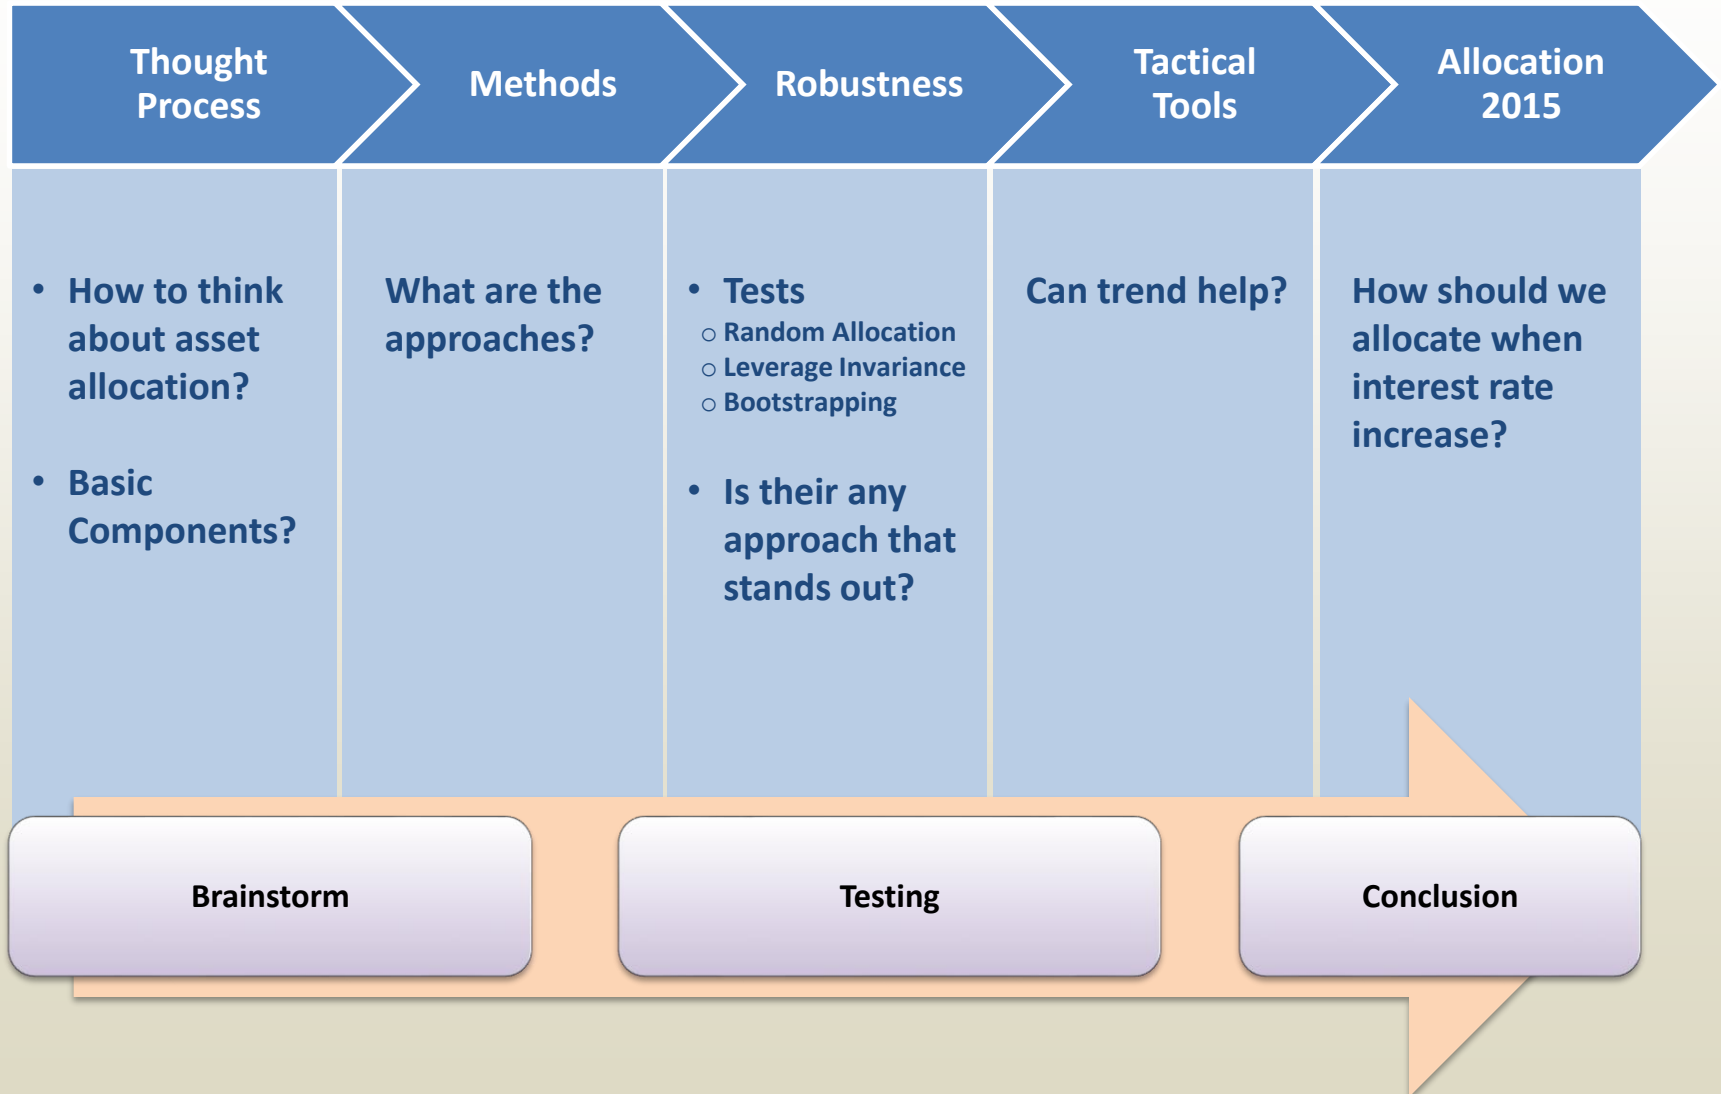 Thought
Process
Methods
Robustness
Tactical
Tools
Allocation
2015
• How to think
about asset
allocation?
• Basic
Components?
What are the
approaches?
• Tests
o Random Allocation
o Leverage Invariance
o Bootstrapping
• Is their any
approach that
stands out?
Can trend help?
How should we
allocate when
interest rate
increase?
Brainstorm
Testing
Conclusion